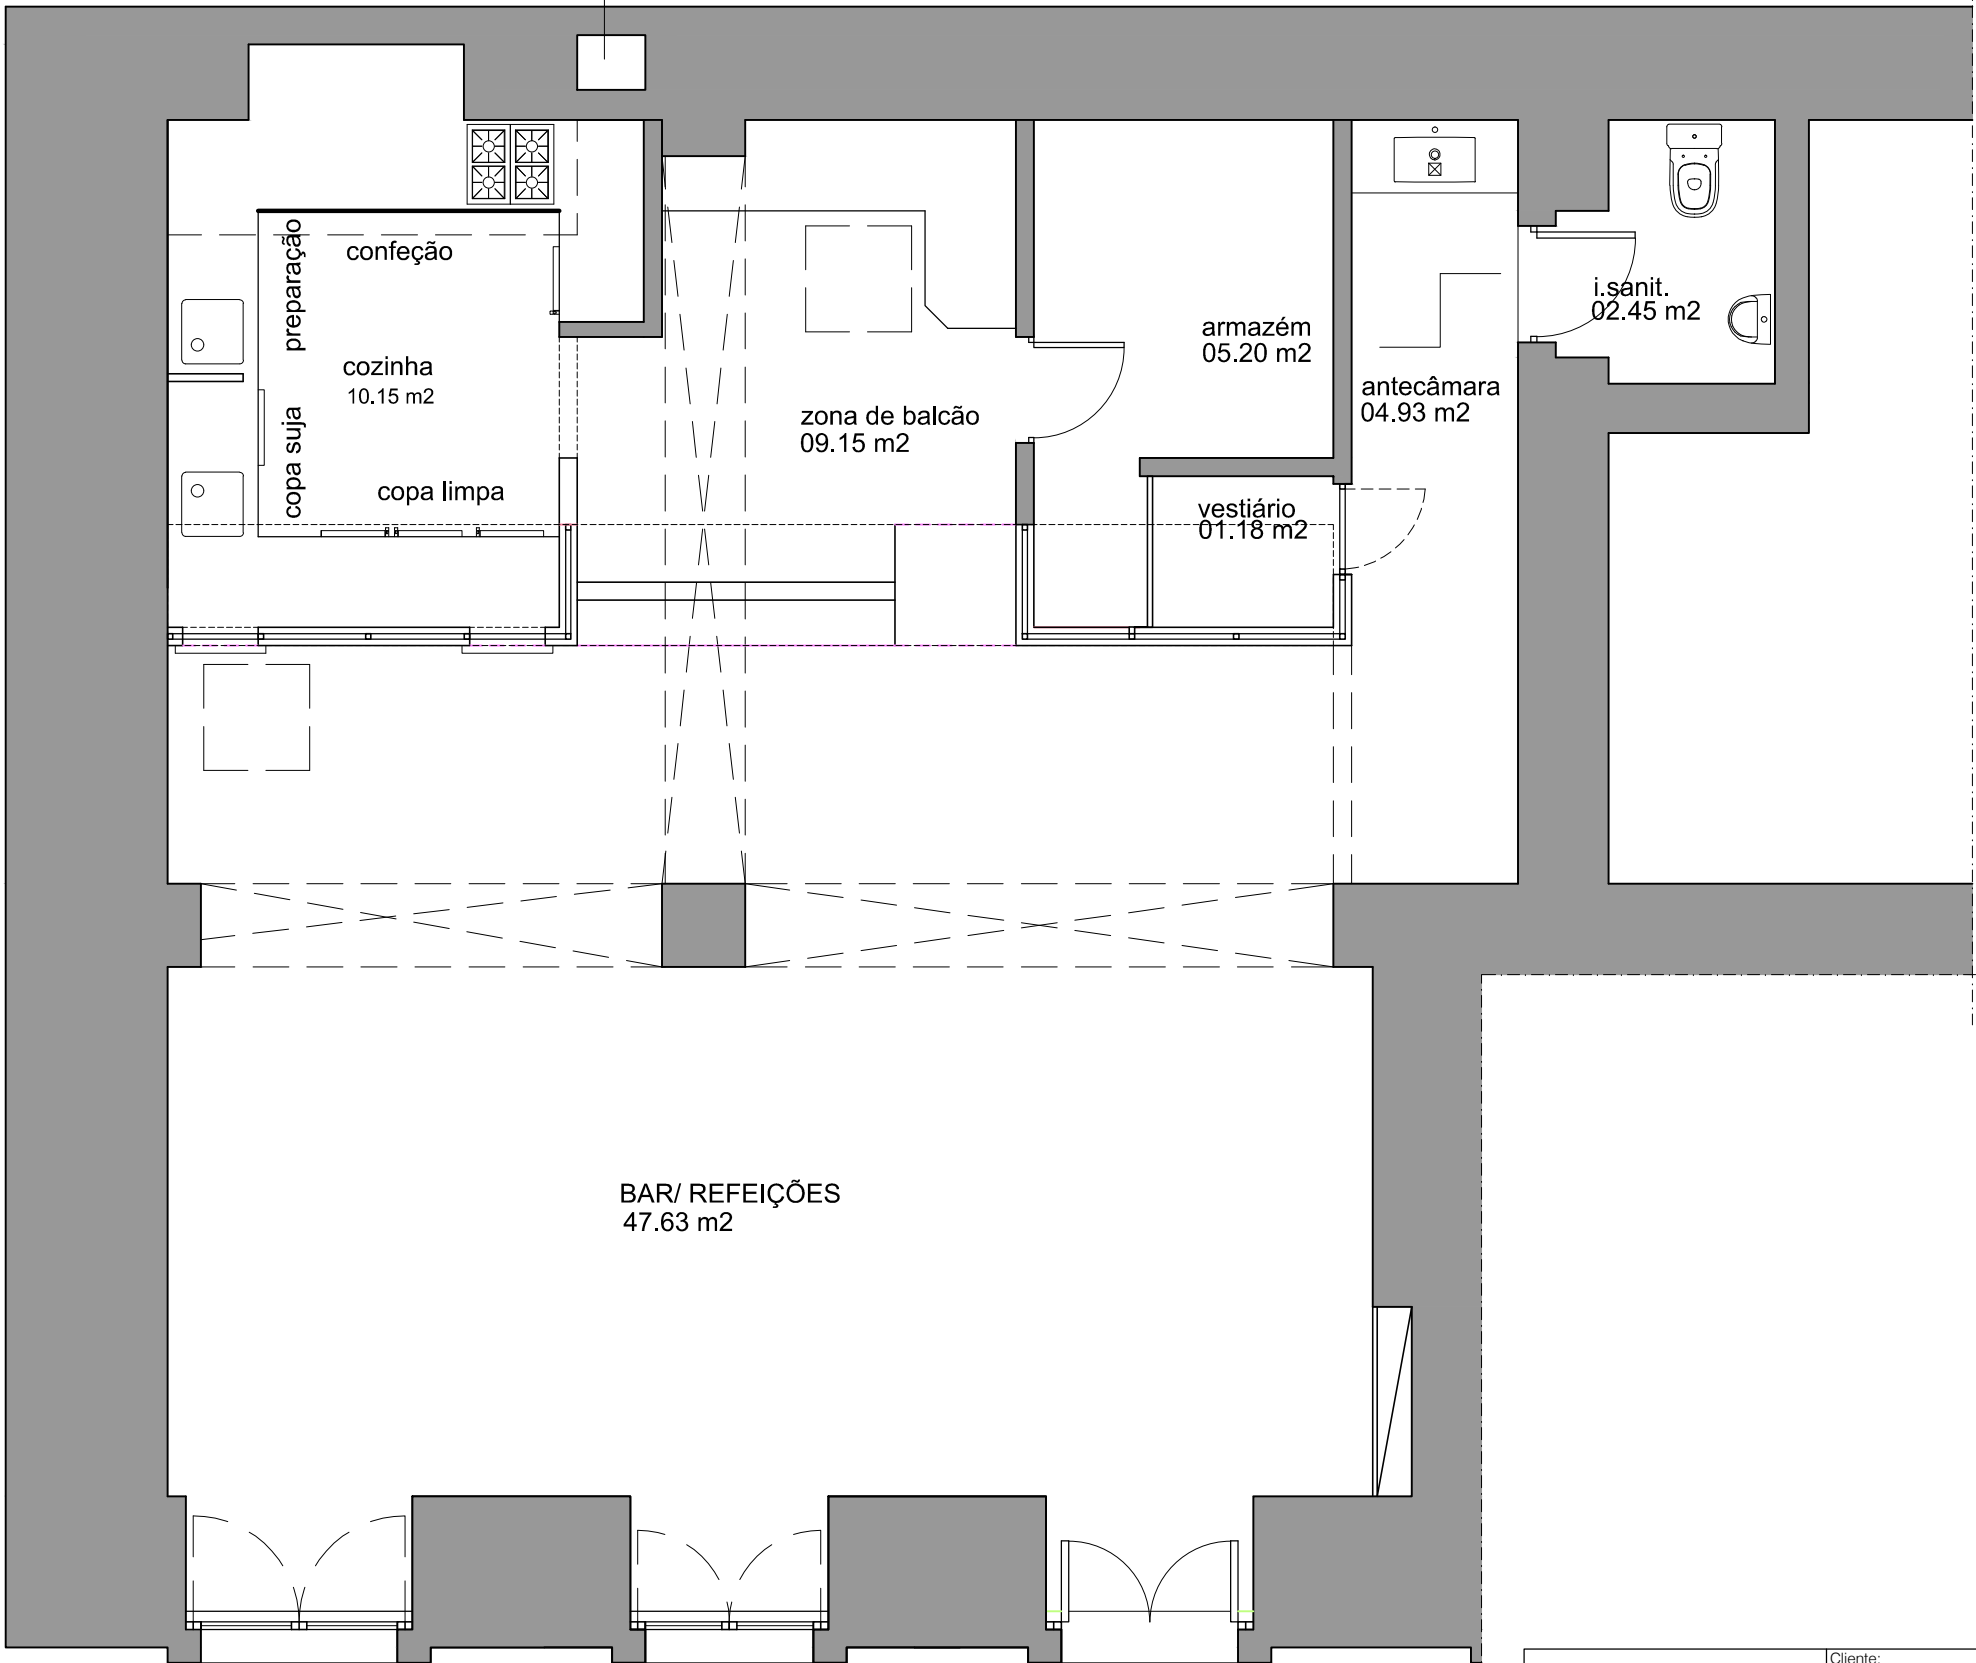 confeção
preparação
i.sanit.
02.45 m2
armazém
05.20 m2
cozinha
10.15 m2
antecâmara
04.93 m2
zona de balcão
09.15 m2
copa suja
copa limpa
vestiário
01.18 m2
BAR/ REFEIÇÕES
47.63 m2
Cliente: